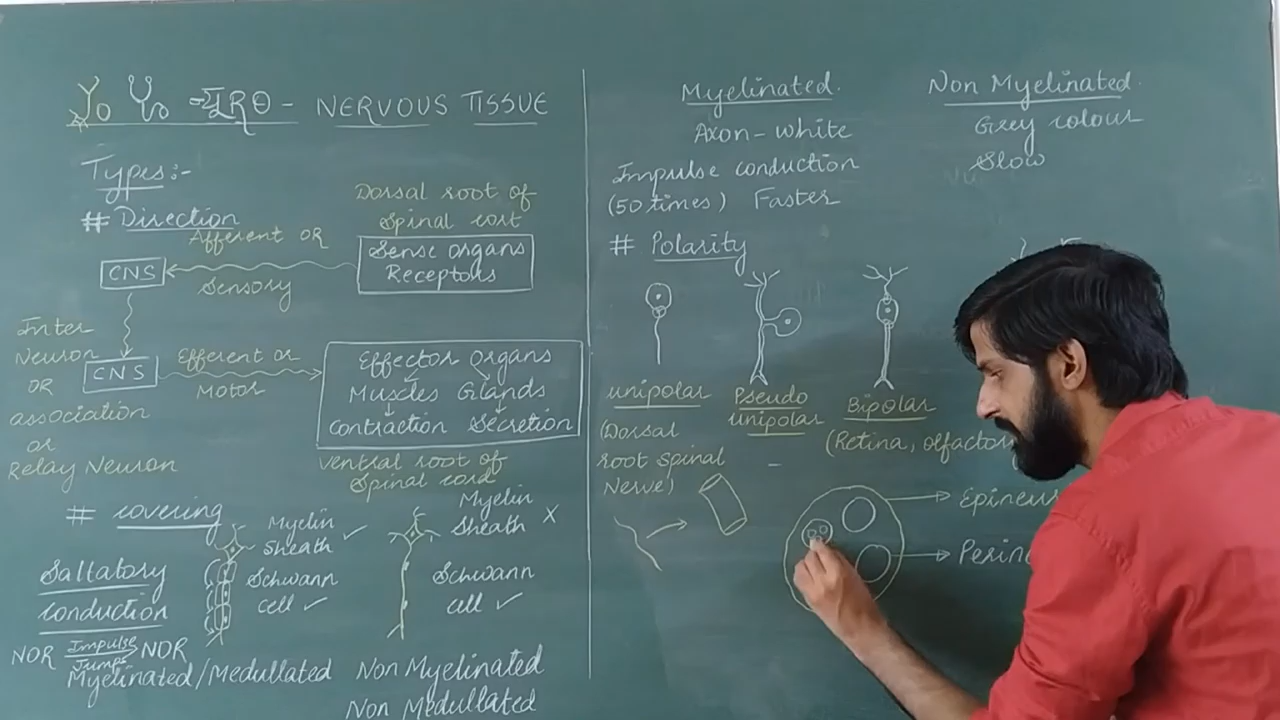 NERVOUS TISSUE
Types:-
# Direction
Dorsal root of
Spinal cort
Afferent OR
Sensory
CNS
Sense organs
Receptors
Inter
Neuron
OR
association
or
Relay Neuron
CNS
Efferent or
Motor
Effector Organs
Muscles Glands
Contraction Secretion
Ventral root of
Spinal cord
# covering
Myelin
Sheath ✓
Schwann
cell ✓
Myelin
Sheath X
Schwann
cell ✓
Saltatory
conduction
NOR Impulse Jumps NOR
Myelinated/Medullated
Non Myelinated
Non Medullated
Myelinated.
Axon-white
Impulse conduction
(50 times) Faster
Non Myelinated.
Grey colour
Slow
# Polarity
unipolar
(Dorsal
root Spinal
Nerve)
Pseudo
unipolar
-
Bipolar
(Retina, olfactor
Epineu
Perin